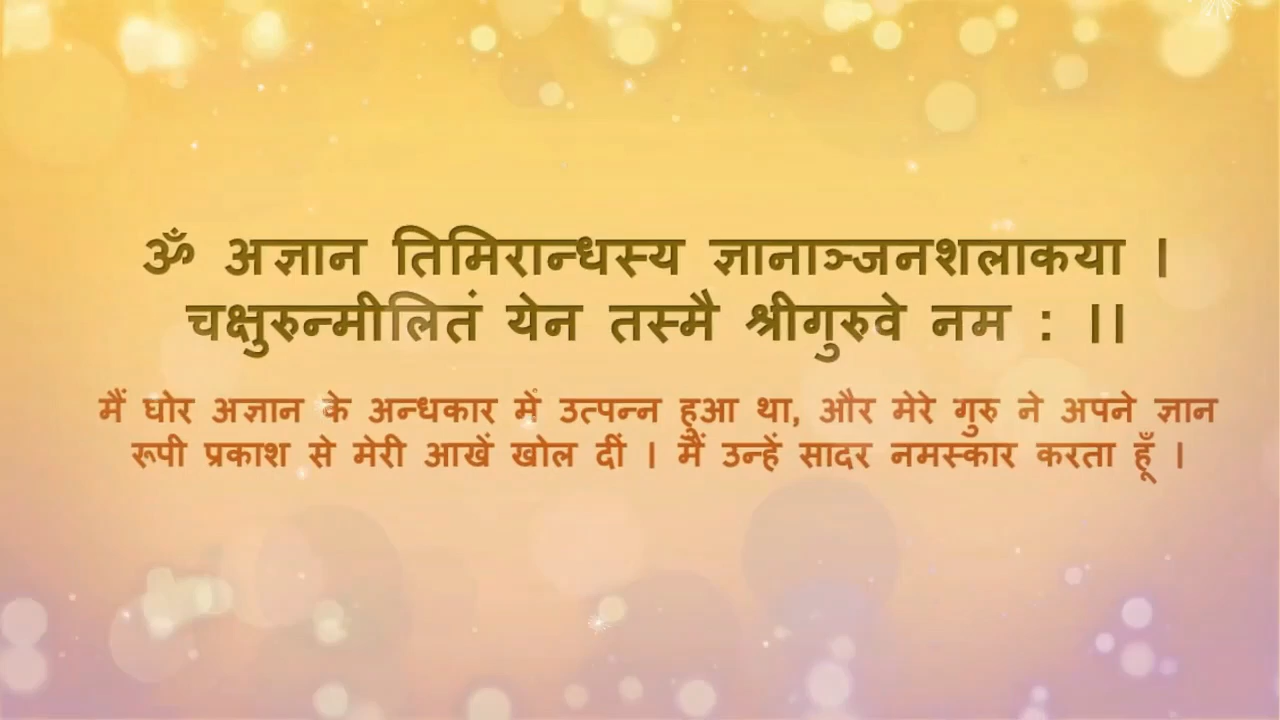 ॐ अज्ञान तिमिरान्धस्य ज्ञानाञ्जनशलाकया ।
चक्षुरुन्मीलितं येन तस्मै श्रीगुरुवे नम : ।।
मैं घोर अज्ञान के अन्धकार में उत्पन्न हुआ था, और मेरे गुरु ने अपने ज्ञान
रूपी प्रकाश से मेरी आखें खोल दीं । मैं उन्हें सादर नमस्कार करता हूँ ।